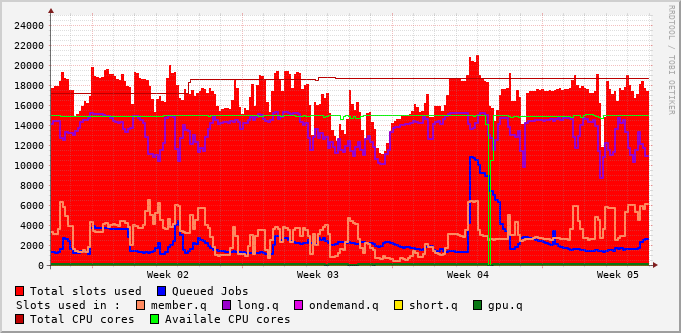 24000
22000
20000
18000
16000
14000
12000
10000
8000
6000
4000
2000
0
Week 02 Week 03 Week 04 Week 05
RRDTOOL / TOBI OETIKER
Total slots used Queued Jobs
Slots used in : member.q long.q ondemand.q short.q gpu.q
Total CPU cores Availale CPU cores